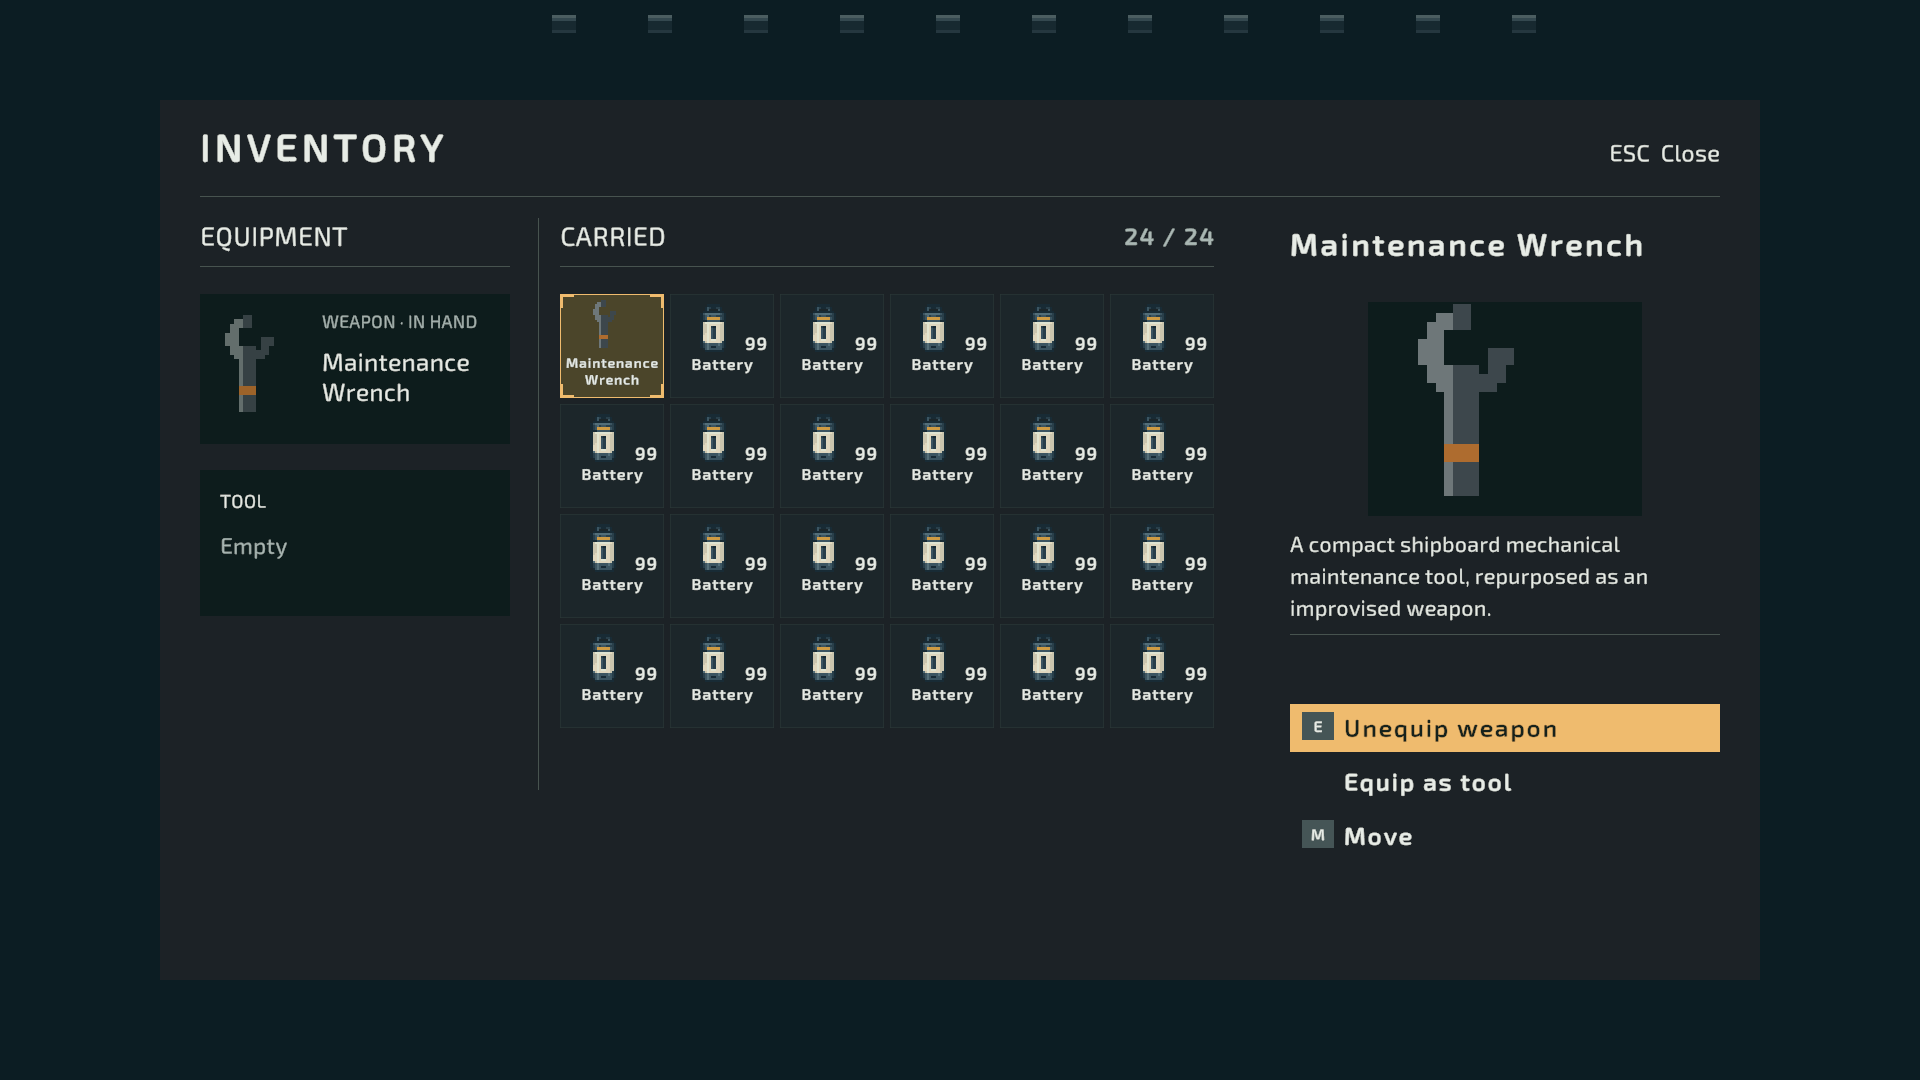 INVENTORY
ESC Close
EQUIPMENT
WEAPON · IN HAND
Maintenance
Wrench
TOOL
Empty
CARRIED
24 / 24
Maintenance
Wrench
99
Battery
99
Battery
99
Battery
99
Battery
99
Battery
99
Battery
99
Battery
99
Battery
99
Battery
99
Battery
99
Battery
99
Battery
99
Battery
99
Battery
99
Battery
99
Battery
99
Battery
99
Battery
99
Battery
99
Battery
99
Battery
99
Battery
99
Battery
Maintenance Wrench
A compact shipboard mechanical
maintenance tool, repurposed as an
improvised weapon.
E Unequip weapon
Equip as tool
M Move